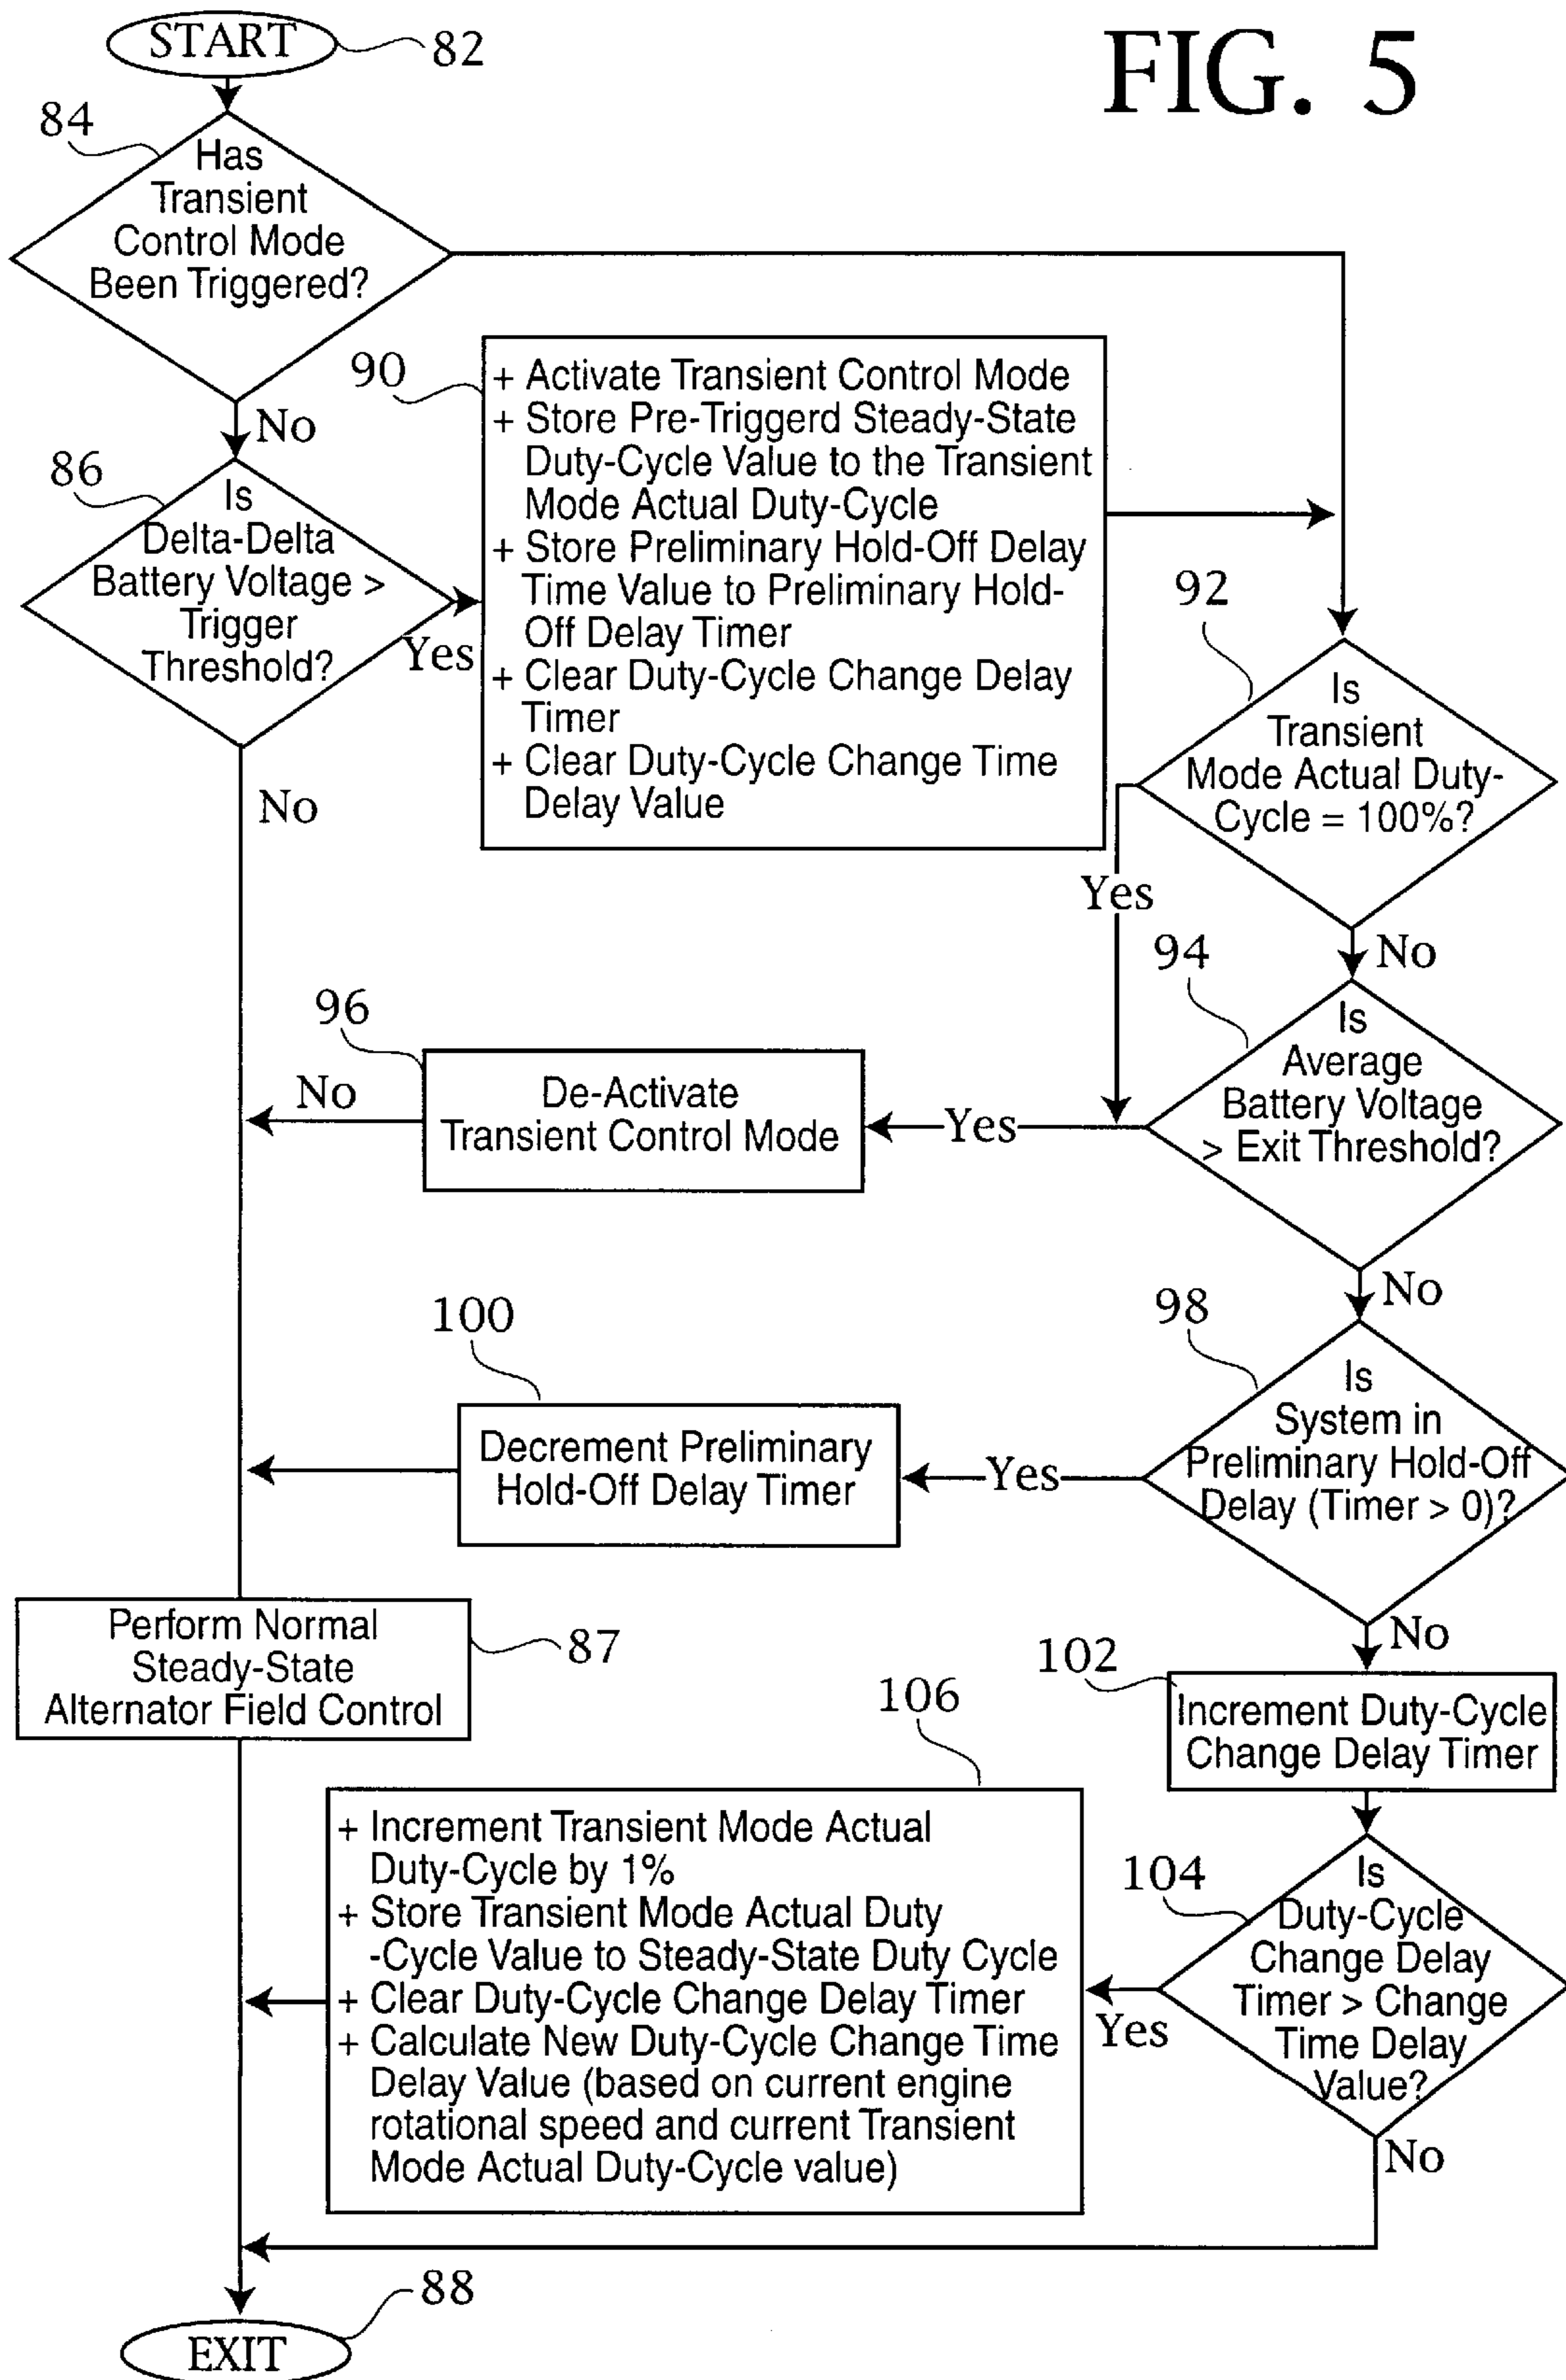 FIG. 5
START
82
84
Has
Transient
Control Mode
Been Triggered?
No
86
Is
Delta-Delta
Battery Voltage >
Trigger
Threshold?
Yes
No
90
+ Activate Transient Control Mode
+ Store Pre-Triggerd Steady-State
Duty-Cycle Value to the Transient
Mode Actual Duty-Cycle
+ Store Preliminary Hold-Off Delay
Time Value to Preliminary Hold-
Off Delay Timer
+ Clear Duty-Cycle Change Delay
Timer
+ Clear Duty-Cycle Change Time
Delay Value
92
Is
Transient
Mode Actual Duty-
Cycle = 100%?
Yes
No
94
Is
Average
Battery Voltage
> Exit Threshold?
Yes
No
96
De-Activate
Transient Control Mode
No
98
Is
System in
Preliminary Hold-Off
Delay (Timer > 0)?
Yes
No
100
Decrement Preliminary
Hold-Off Delay Timer
Perform Normal
Steady-State
Alternator Field Control
87
102
Increment Duty-Cycle
Change Delay Timer
104
Is
Duty-Cycle
Change Delay
Timer > Change
Time Delay
Value?
Yes
No
106
+ Increment Transient Mode Actual
Duty-Cycle by 1%
+ Store Transient Mode Actual Duty
-Cycle Value to Steady-State Duty Cycle
+ Clear Duty-Cycle Change Delay Timer
+ Calculate New Duty-Cycle Change Time
Delay Value (based on current engine
rotational speed and current Transient
Mode Actual Duty-Cycle value)
88
EXIT